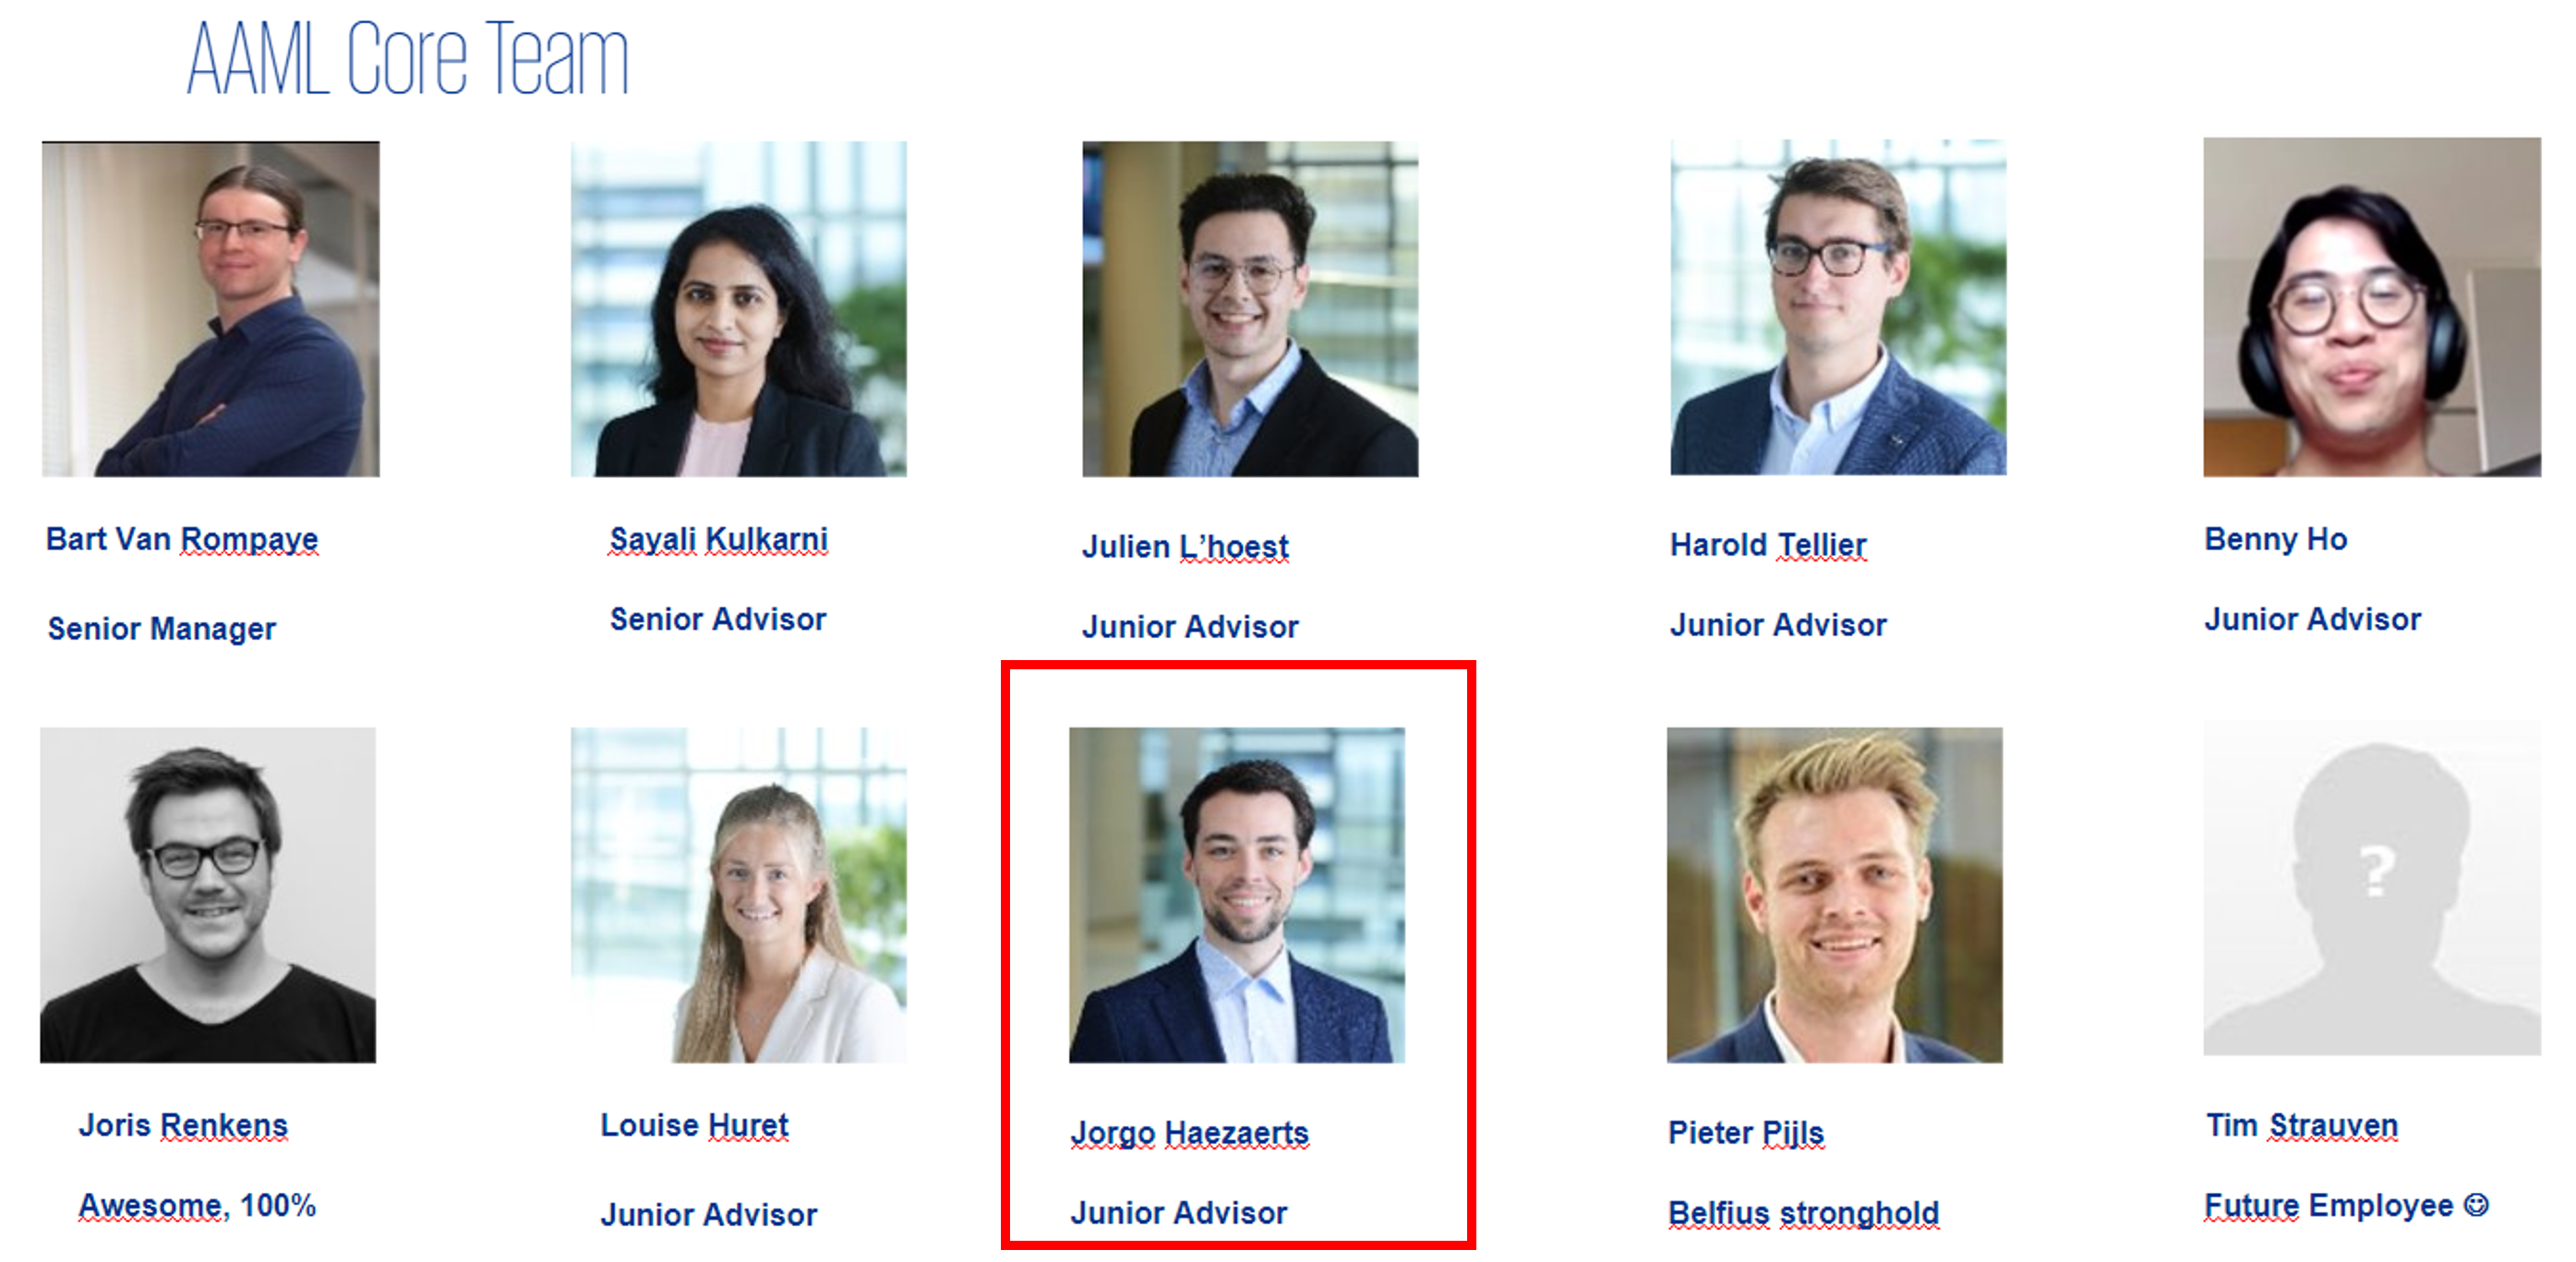 AAML Core Team
Bart Van Rompaye
Senior Manager
Sayali Kulkarni
Senior Advisor
Julien L’hoest
Junior Advisor
Harold Tellier
Junior Advisor
Benny Ho
Junior Advisor
?
Joris Renkens
Awesome, 100%
Louise Huret
Junior Advisor
Jorgo Haezaerts
Junior Advisor
Pieter Pijls
Belfius stronghold
Tim Strauven
Future Employee ☺